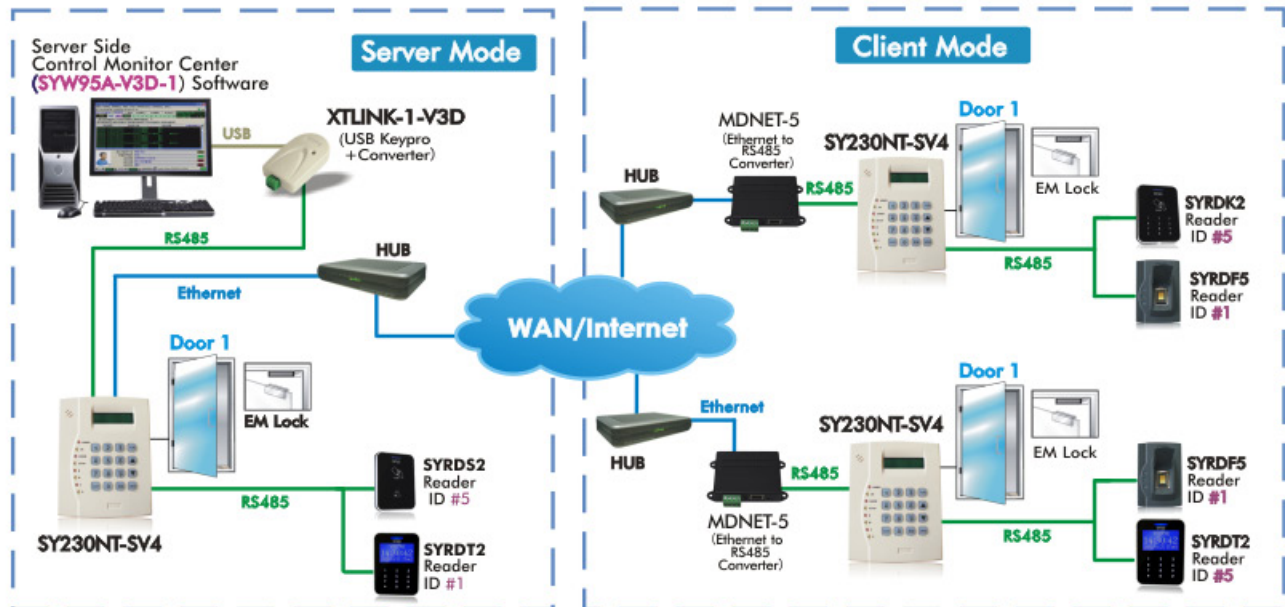 Server Mode
Server Side
Control Monitor Center
(SYW95A-V3D-1) Software
USB
XTLINK-1-V3D
(USB Keypro
+Converter)
RS485
HUB
Ethernet
Door 1
EM Lock
SY230NT-SV4
RS485
SYRDS2
Reader
ID #5
SYRDT2
Reader
ID #1
WAN/Internet
Client Mode
HUB
MDNET-5
(Ethernet to
RS485
Converter)
RS485
SY230NT-SV4
Door 1
EM Lock
RS485
SYRDK2
Reader
ID #5
SYRDF5
Reader
ID #1
HUB
Ethernet
MDNET-5
(Ethernet to
RS485
Converter)
RS485
SY230NT-SV4
Door 1
EM Lock
RS485
SYRDF5
Reader
ID #1
SYRDT2
Reader
ID #5